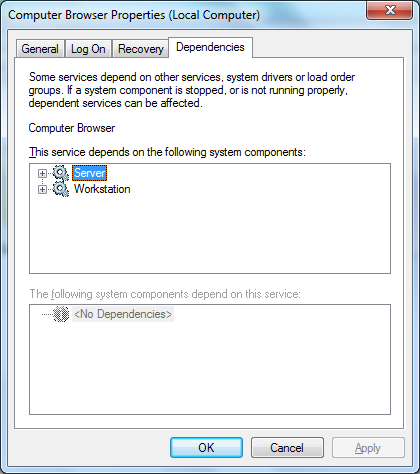 Computer Browser Properties (Local Computer)
General Log On Recovery Dependencies
Some services depend on other services, system drivers or load order
groups. If a system component is stopped, or is not running properly,
dependent services can be affected.
Computer Browser
This service depends on the following system components:
Server
Workstation
The following system components depend on this service:
<No Dependencies>
OK Cancel Apply